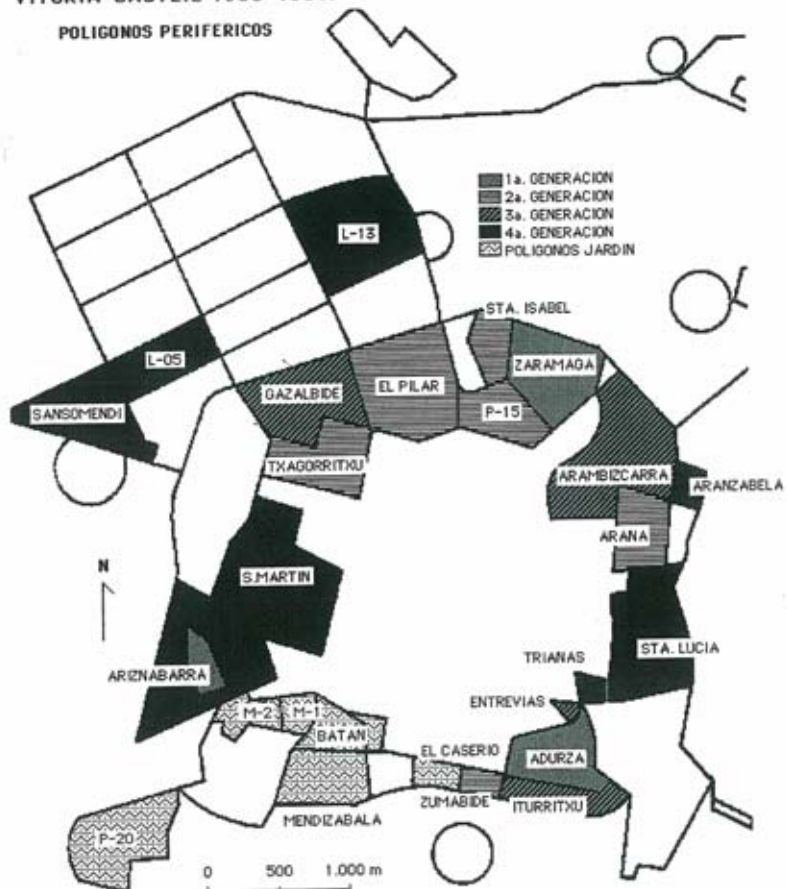 POLIGONOS PERIFERICOS
1a. GENERACION
2a. GENERACION
3a. GENERACION
4a. GENERACION
POLIGONOS JARDIN
L-13
STA. ISABEL
L-05
ZARAMAGA
GAZALBIDE
EL PILAR
SANSOMENDI
P-15
TXAGORRITXU
ARAMBIZCARRA
ARANZABELA
ARANA
N
S.MARTIN
STA. LUCIA
TRIANAS
ARIZNABARRA
ENTREVIAS
M-2
M-1
BATAN
EL CASERIO
ADURZA
ZUMABIDE
ITURRITXU
MENDIZABALA
P-20
0 500 1.000 m